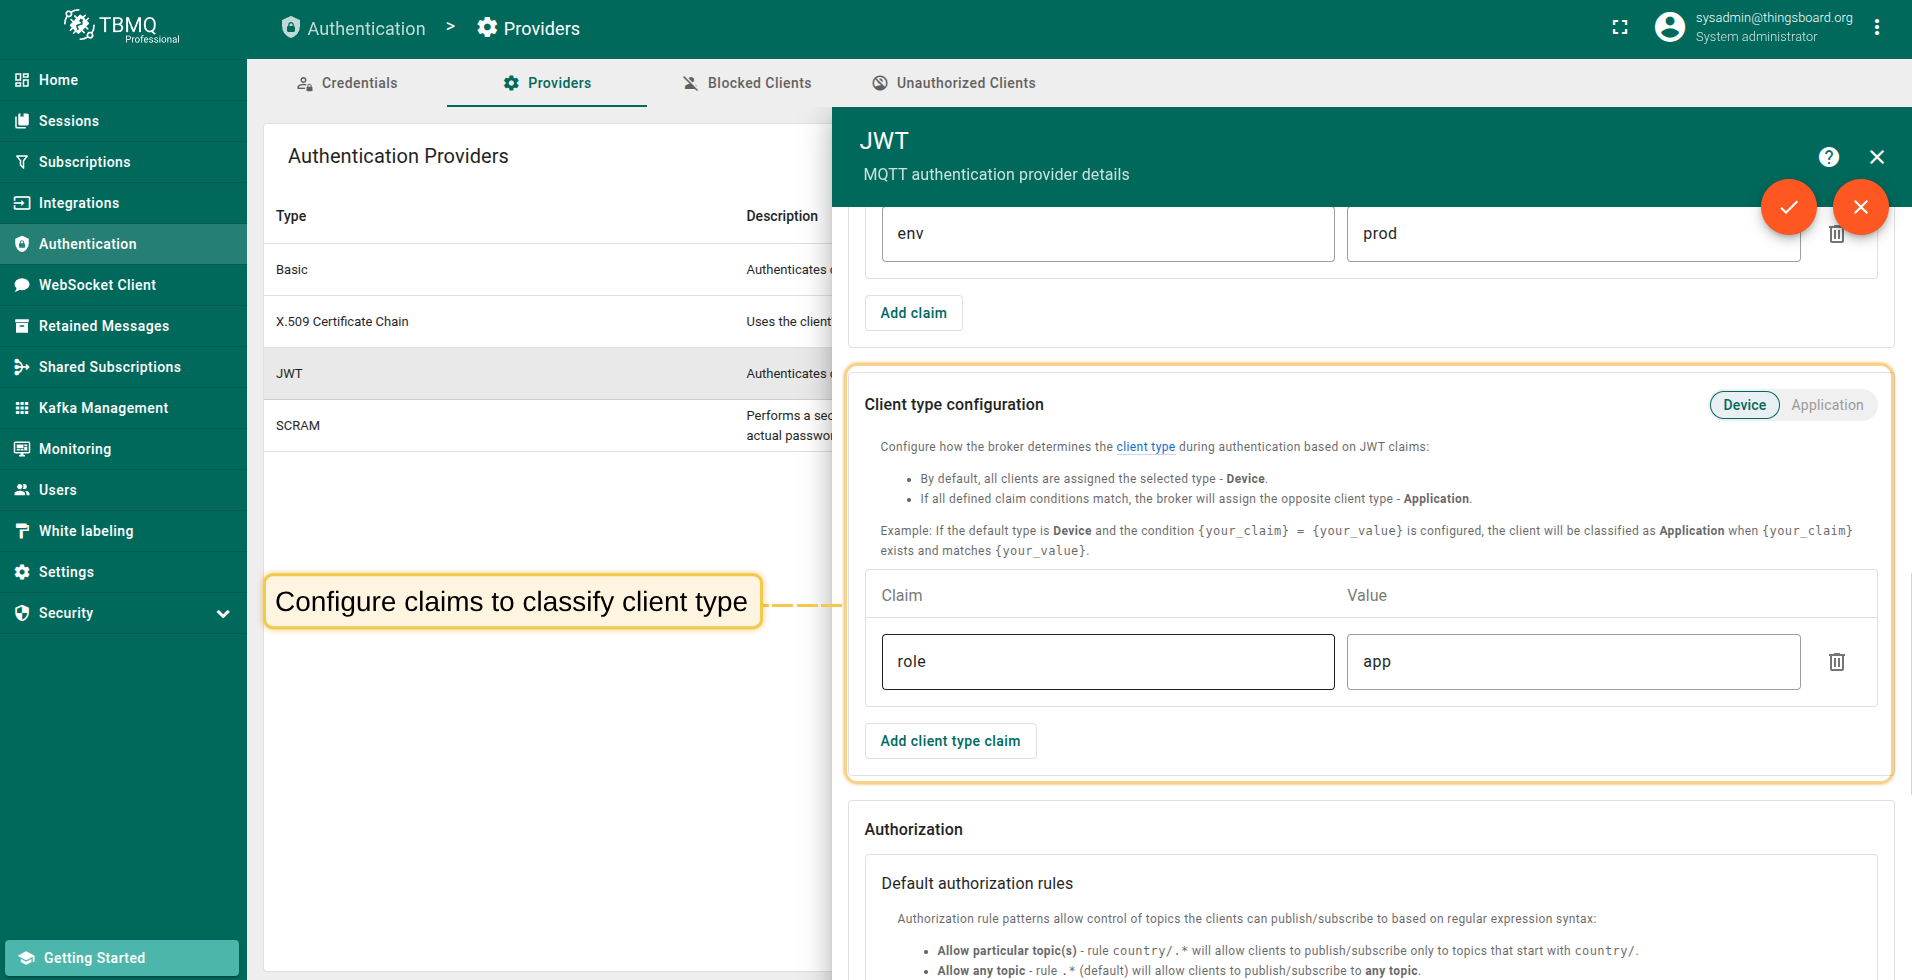 TBMQ
Professional
Authentication > Providers
sysadmin@thingsboard.org
System administrator
Home
Sessions
Subscriptions
Integrations
Authentication
WebSocket Client
Retained Messages
Shared Subscriptions
Kafka Management
Monitoring
Users
White labeling
Settings
Security
Getting Started
Credentials
Providers
Blocked Clients
Unauthorized Clients
Authentication Providers
Type Description
Basic Authenticates
X.509 Certificate Chain Uses the client
JWT Authenticates
SCRAM Performs a sec
actual passwor
Configure claims to classify client type
JWT
MQTT authentication provider details
?
env prod
Add claim
Client type configuration
Device Application
Configure how the broker determines the client type during authentication based on JWT claims:
• By default, all clients are assigned the selected type - Device.
• If all defined claim conditions match, the broker will assign the opposite client type - Application.
Example: If the default type is Device and the condition {your_claim} = {your_value} is configured, the client will be classified as Application when {your_claim}
exists and matches {your_value}.
Claim Value
role app
Add client type claim
Authorization
Default authorization rules
Authorization rule patterns allow control of topics the clients can publish/subscribe to based on regular expression syntax:
• Allow particular topic(s) - rule country/.* will allow clients to publish/subscribe only to topics that start with country/.
• Allow any topic - rule .* (default) will allow clients to publish/subscribe to any topic.